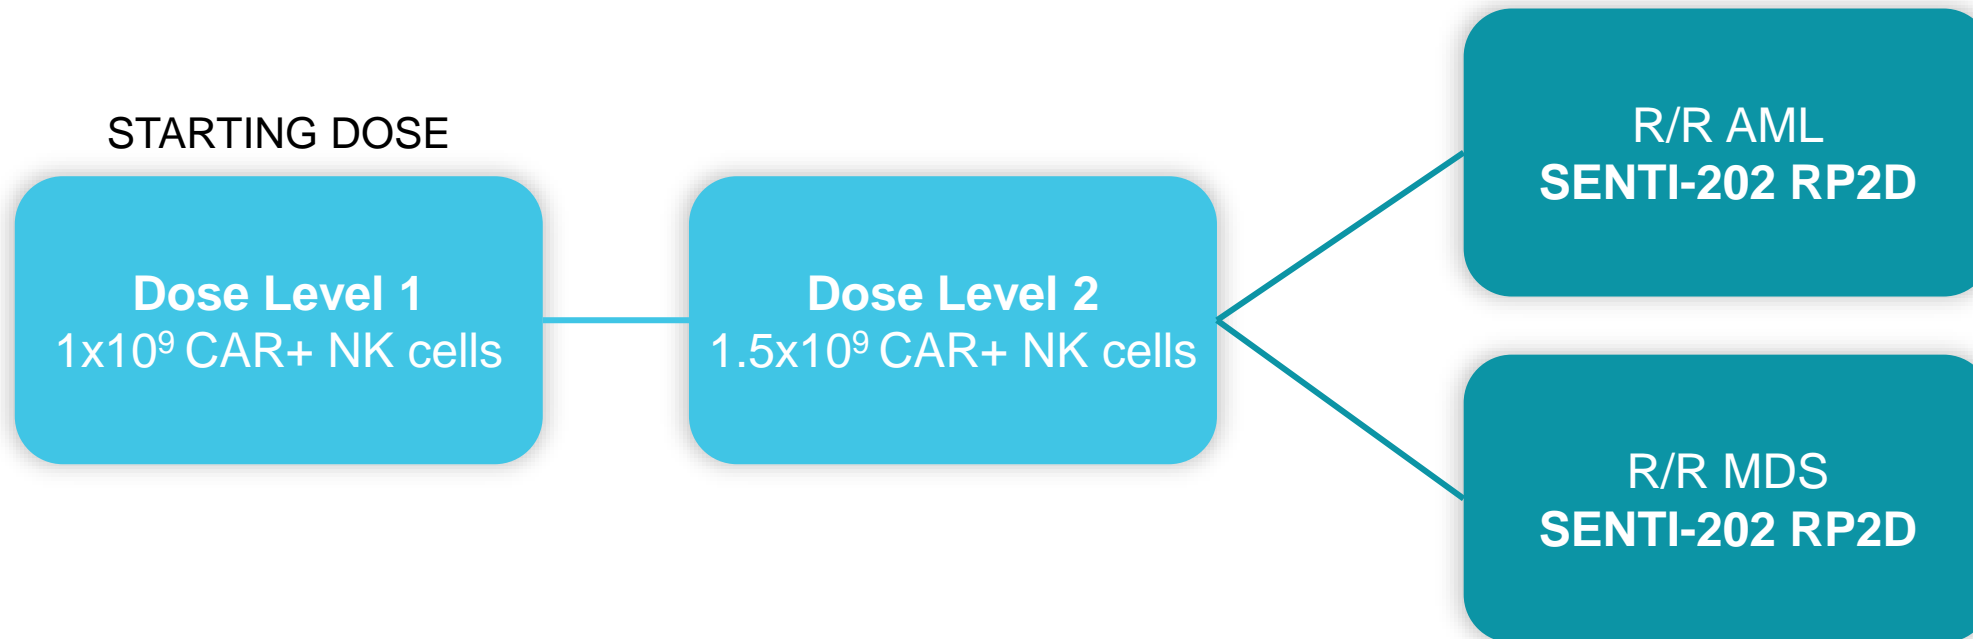 STARTING DOSE
Dose Level 1
1x10⁹ CAR+ NK cells
Dose Level 2
1.5x10⁹ CAR+ NK cells
R/R AML
SENTI-202 RP2D
R/R MDS
SENTI-202 RP2D